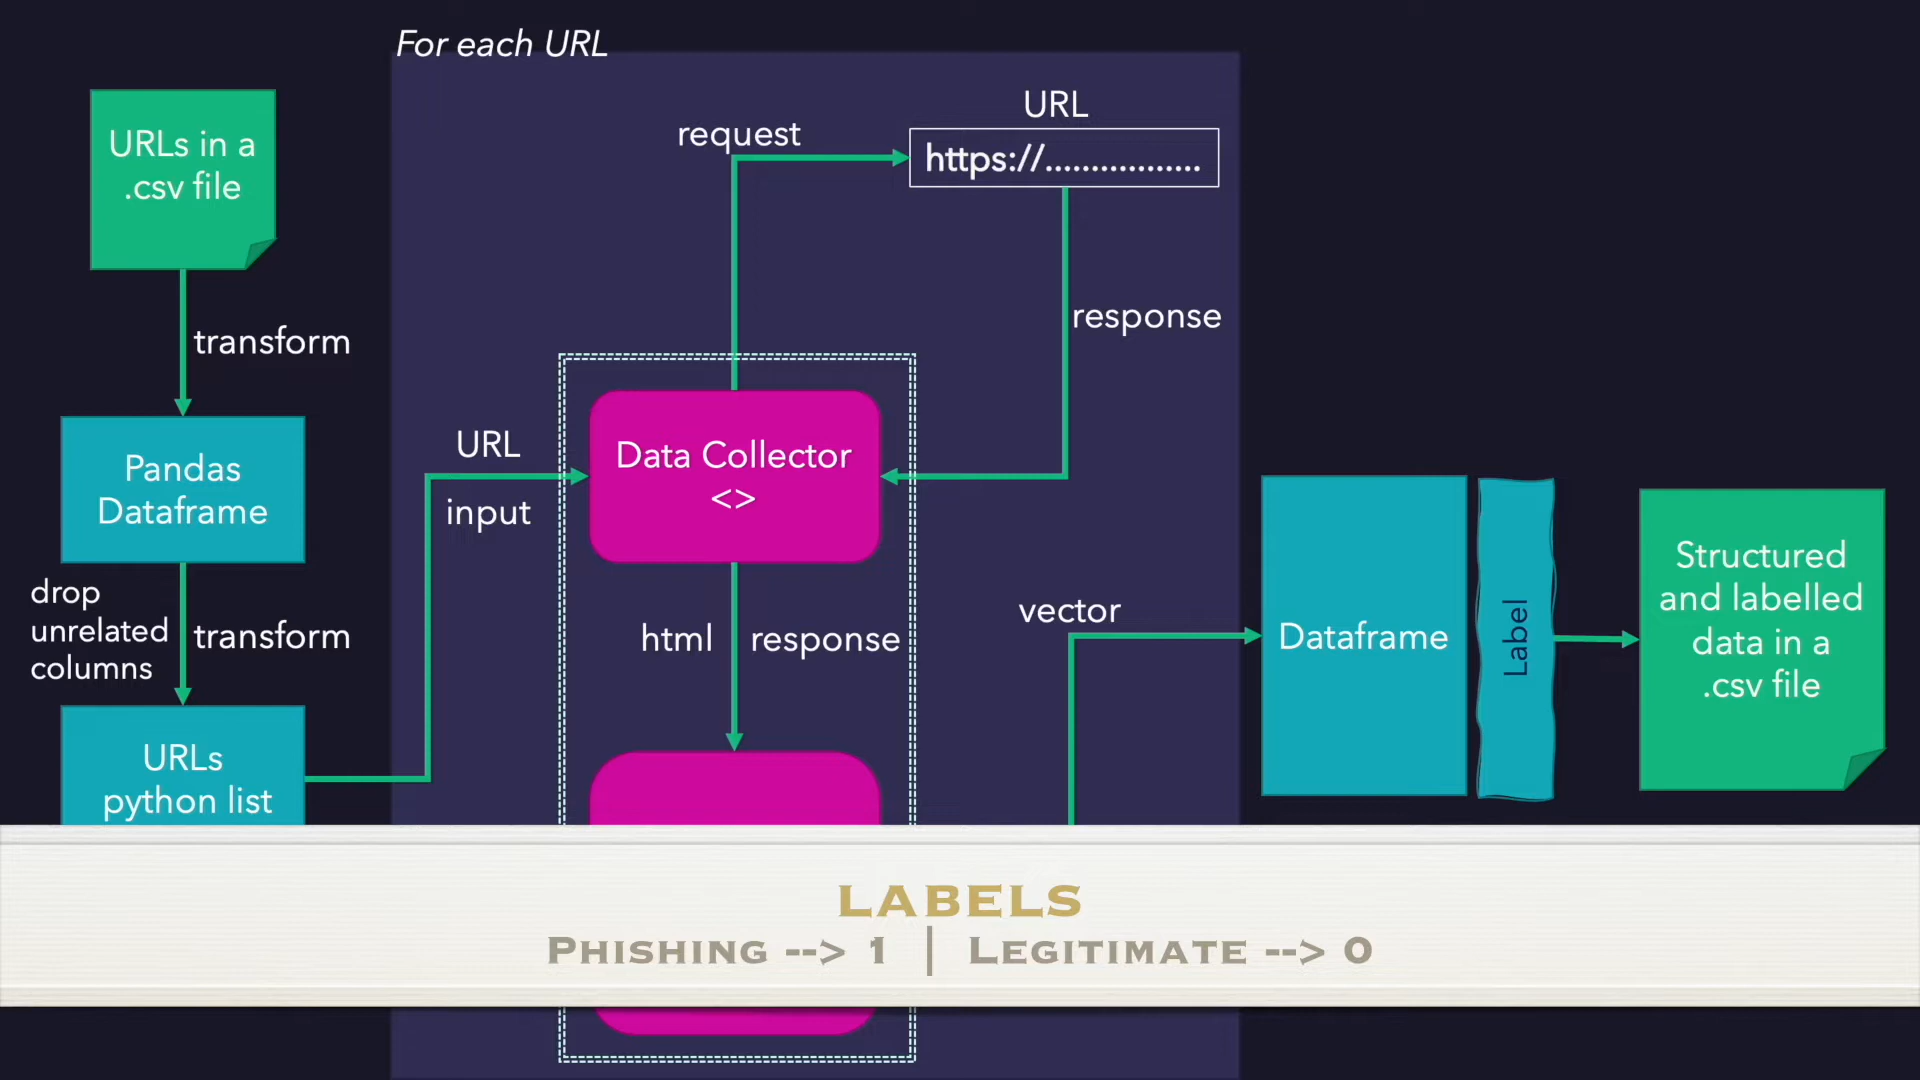 For each URL
URLs in a
.csv file
transform
Pandas
Dataframe
drop
unrelated
columns
transform
URLs
python list
URL
input
request
URL
https://.................
response
Data Collector
<>
html response
vector
Dataframe
Label
Structured
and labelled
data in a
.csv file
LABELS
Phishing --> 1 | Legitimate --> 0